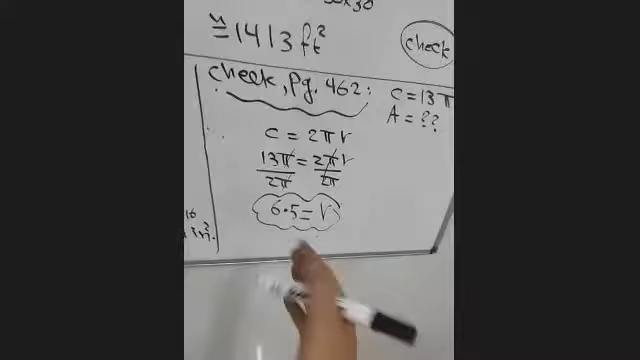 ≅ 1413 ft²
check
Check, Pg. 462:
C = 13π
A = ??
C = 2πr
13π = 2πr
2π 2π
6.5 = r